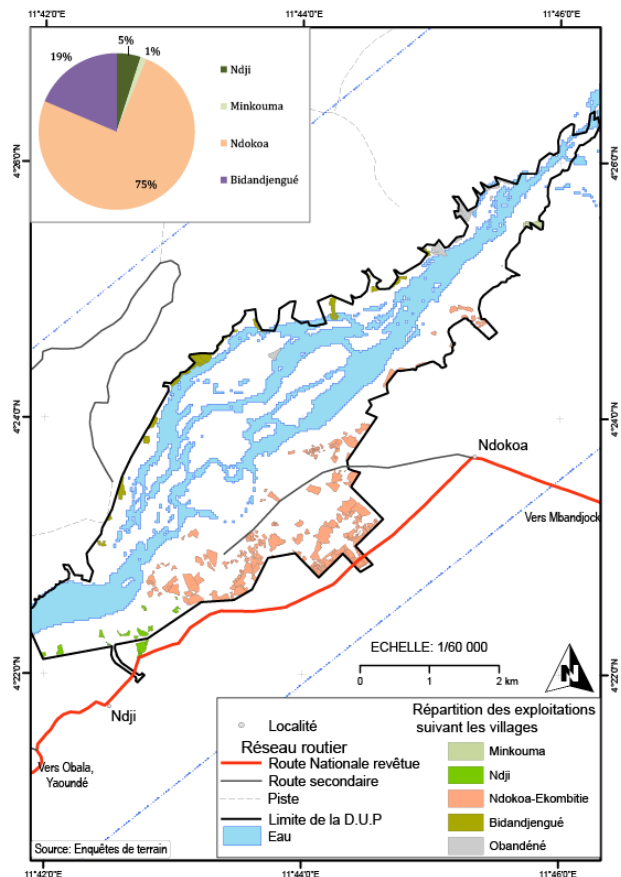 11°42'0"E 11°44'0"E 11°46'0"E
5%
1%
19%
75%
Ndji
Minkouma
Ndokoa
Bidandjengué
4°26'0"N 4°26'0"N
4°24'0"N 4°24'0"N
Ndokoa
Vers Mbandjock
ECHELLE: 1/60 000
0 1 2 km
N
4°22'0"N 4°22'0"N
Ndji
Vers Obala,
Yaoundé
Localité
Réseau routier
Route Nationale revêtue
Route secondaire
Piste
Limite de la D.U.P
Eau
Répartition des exploitations
suivant les villages
Minkouma
Ndji
Ndokoa-Ekombitie
Bidandjengué
Obandéné
Source: Enquêtes de terrain
11°42'0"E 11°44'0"E 11°46'0"E